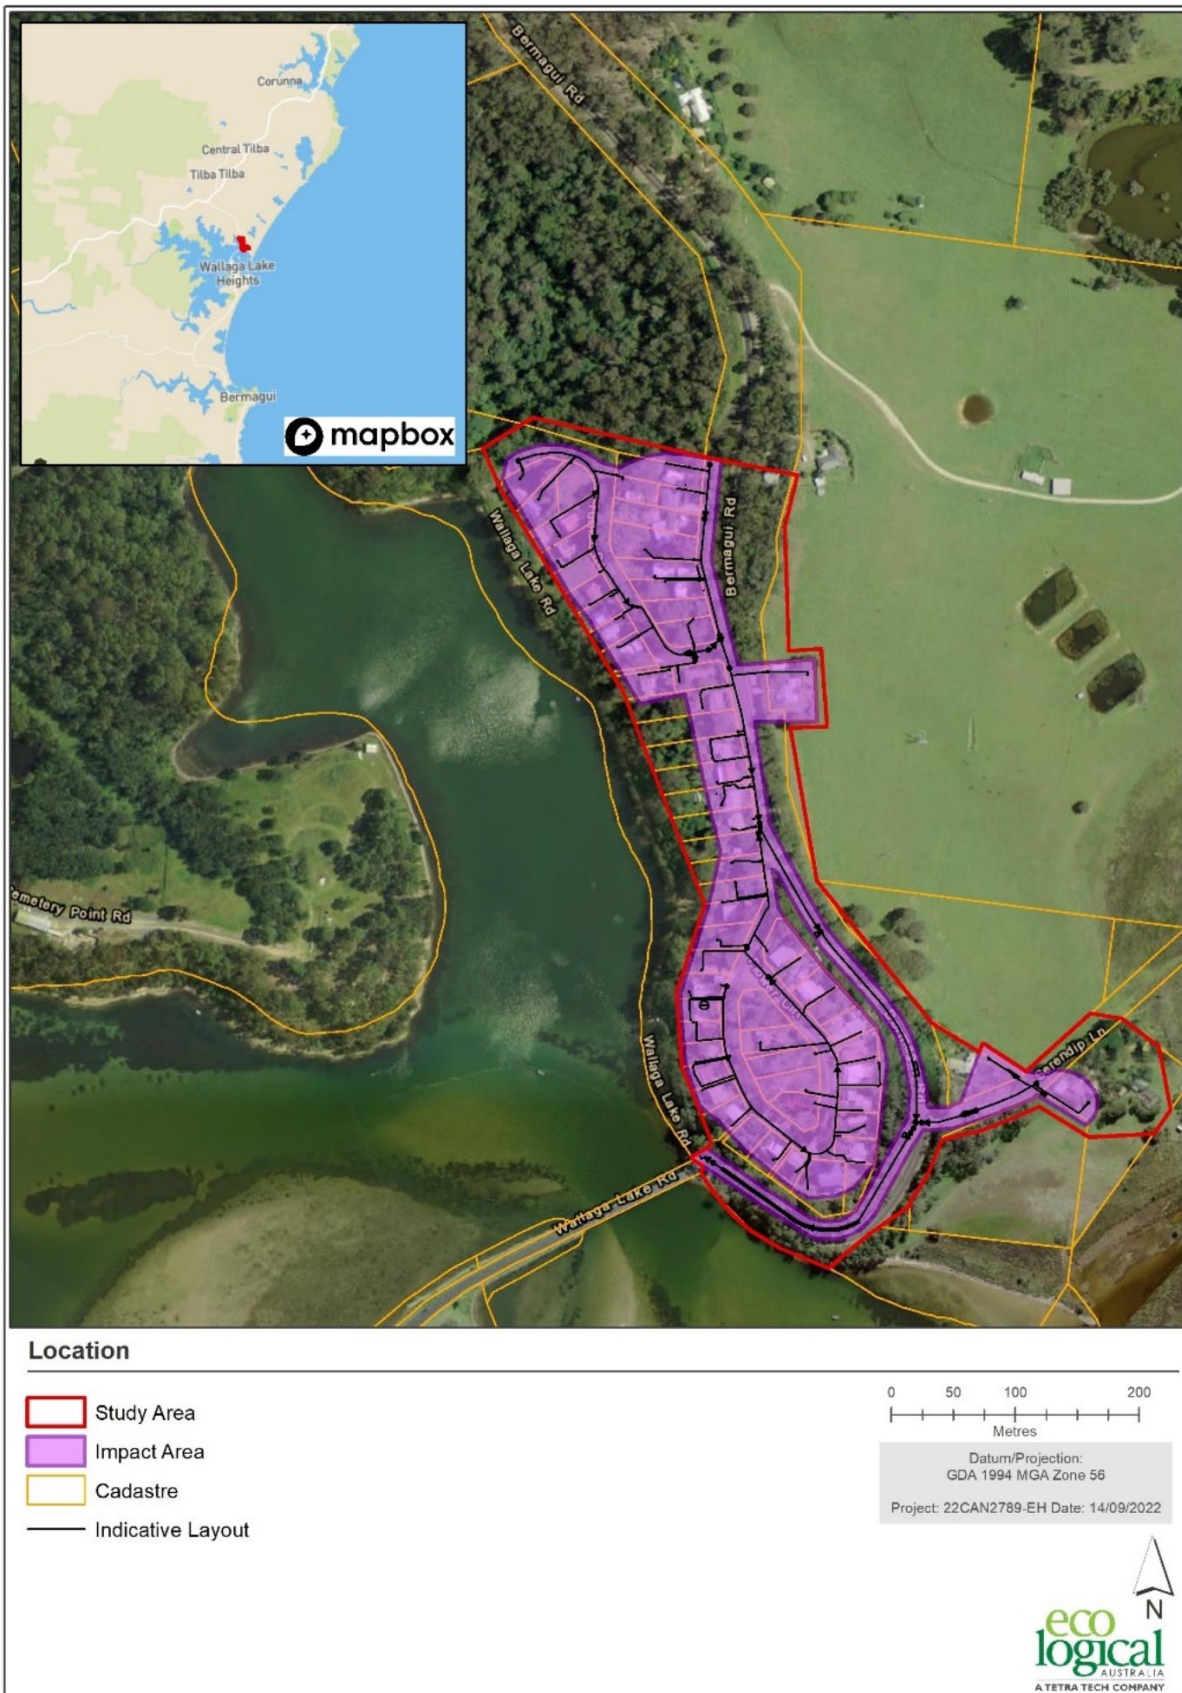 Corunna
Central Tilba
Tilba Tilba
Wallaga Lake
Heights
Bermagui
mapbox
Bermagui Rd
Wallaga Lake Rd
Bermagui Rd
Cemetery Point Rd
Serendip Ln
Wallaga Lake Rd
Wallaga Lake Rd
Location
Study Area
Impact Area
Cadastre
Indicative Layout
0 50 100 200
Metres
Datum/Projection:
GDA 1994 MGA Zone 56
Project: 22CAN2789-EH Date: 14/09/2022
N
eco
logical
AUSTRALIA
A TETRA TECH COMPANY